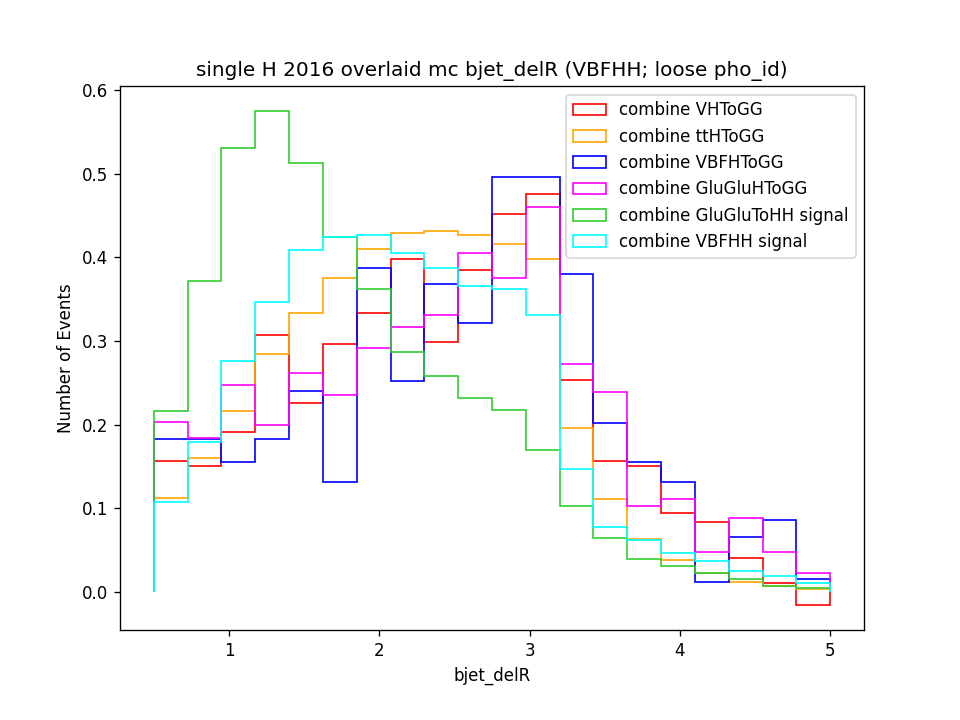 single H 2016 overlaid mc bjet_delR (VBFHH; loose pho_id)
0.6
0.5
0.4
0.3
0.2
0.1
0.0
Number of Events
combine VHToGG
combine ttHToGG
combine VBFHToGG
combine GluGluHToGG
combine GluGluToHH signal
combine VBFHH signal
1 2 3 4 5
bjet_delR